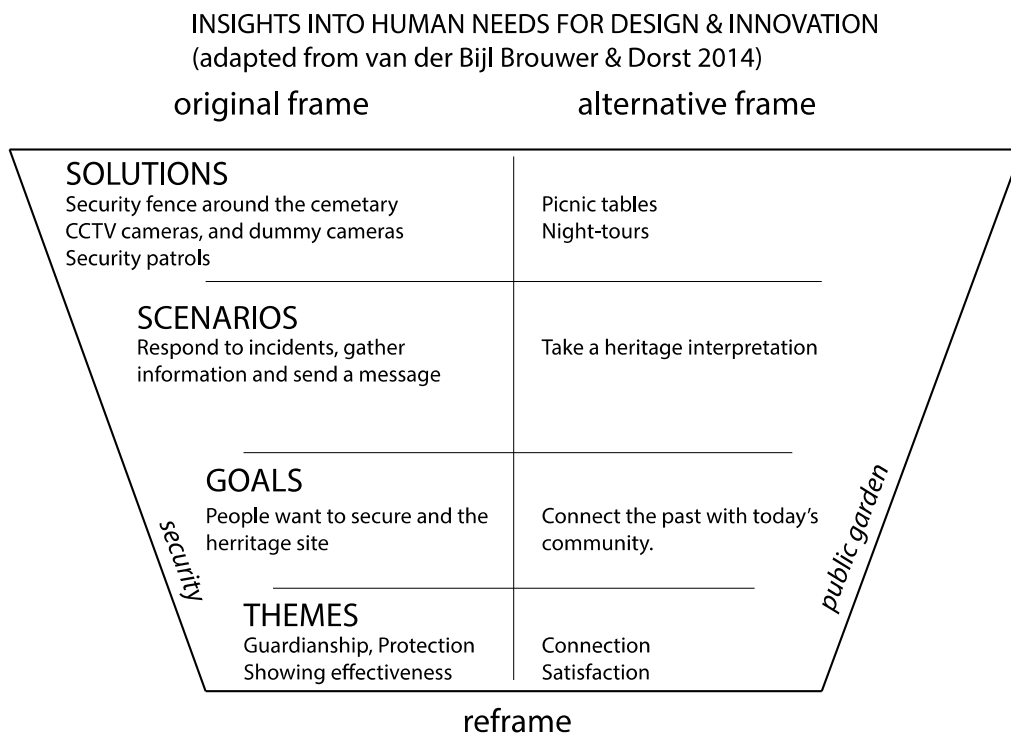 INSIGHTS INTO HUMAN NEEDS FOR DESIGN & INNOVATION
(adapted from van der Bijl Brouwer & Dorst 2014)
original frame
alternative frame
SOLUTIONS
Security fence around the cemetary
CCTV cameras, and dummy cameras
Security patrols
Picnic tables
Night-tours
SCENARIOS
Respond to incidents, gather
information and send a message
Take a heritage interpretation
GOALS
People want to secure and the
herritage site
Connect the past with today's
community.
security
public garden
THEMES
Guardianship, Protection
Showing effectiveness
Connection
Satisfaction
reframe